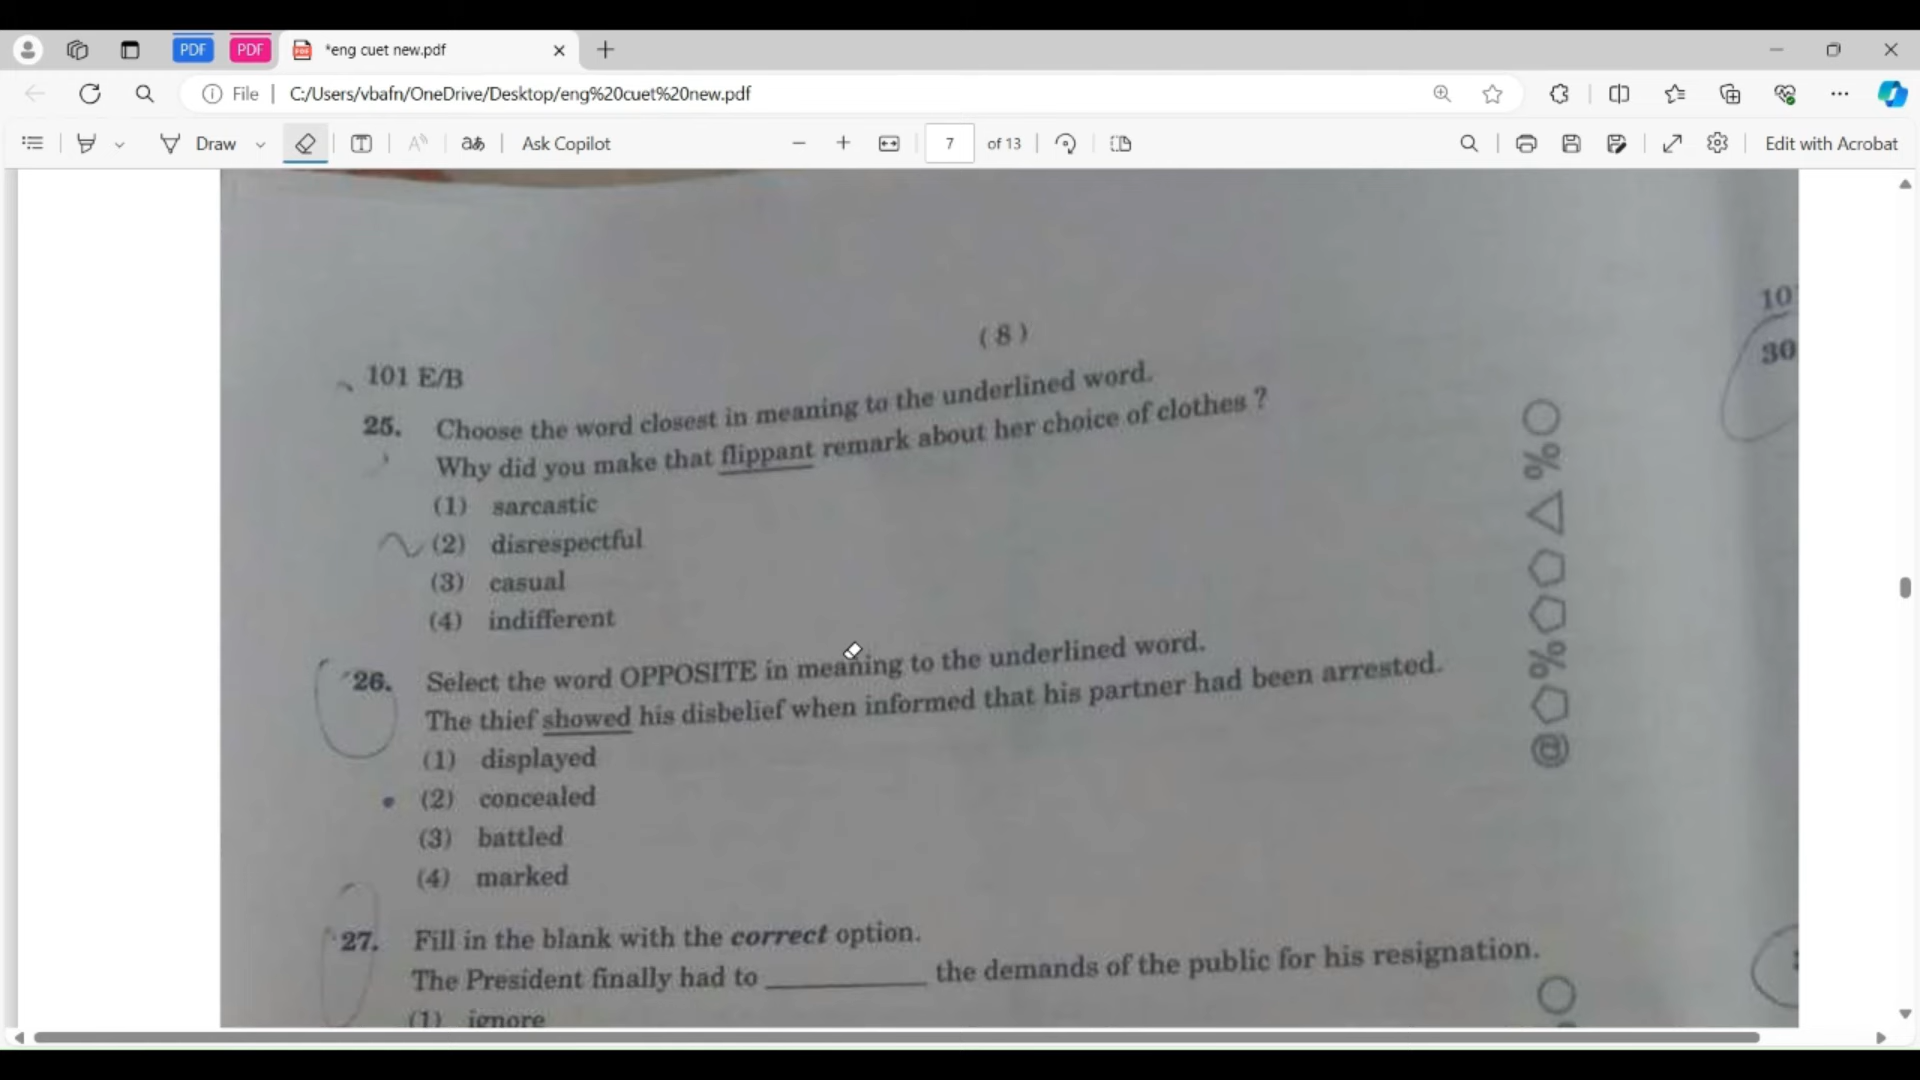 PDF
PDF
*eng cuet new.pdf
File
C:/Users/vbafn/OneDrive/Desktop/eng%20cuet%20new.pdf
Draw
Ask Copilot
7 of 13
Edit with Acrobat
( 8 )
10
30
101 E/B
25. Choose the word closest in meaning to the underlined word.
Why did you make that flippant remark about her choice of clothes ?
(1) sarcastic
(2) disrespectful
(3) casual
(4) indifferent
26. Select the word OPPOSITE in meaning to the underlined word.
The thief showed his disbelief when informed that his partner had been arrested.
(1) displayed
(2) concealed
(3) battled
(4) marked
27. Fill in the blank with the correct option.
The President finally had to __________ the demands of the public for his resignation.
(1) ignore